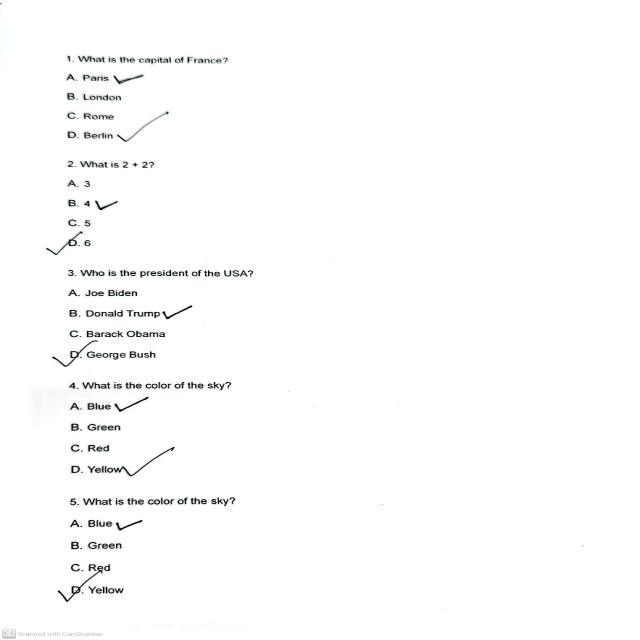 1. What is the capital of France?
A. Paris
B. London
C. Rome
D. Berlin
2. What is 2 + 2?
A. 3
B. 4
C. 5
D. 6
3. Who is the president of the USA?
A. Joe Biden
B. Donald Trump
C. Barack Obama
D. George Bush
4. What is the color of the sky?
A. Blue
B. Green
C. Red
D. Yellow
5. What is the color of the sky?
A. Blue
B. Green
C. Red
D. Yellow
CS Scanned with CamScanner